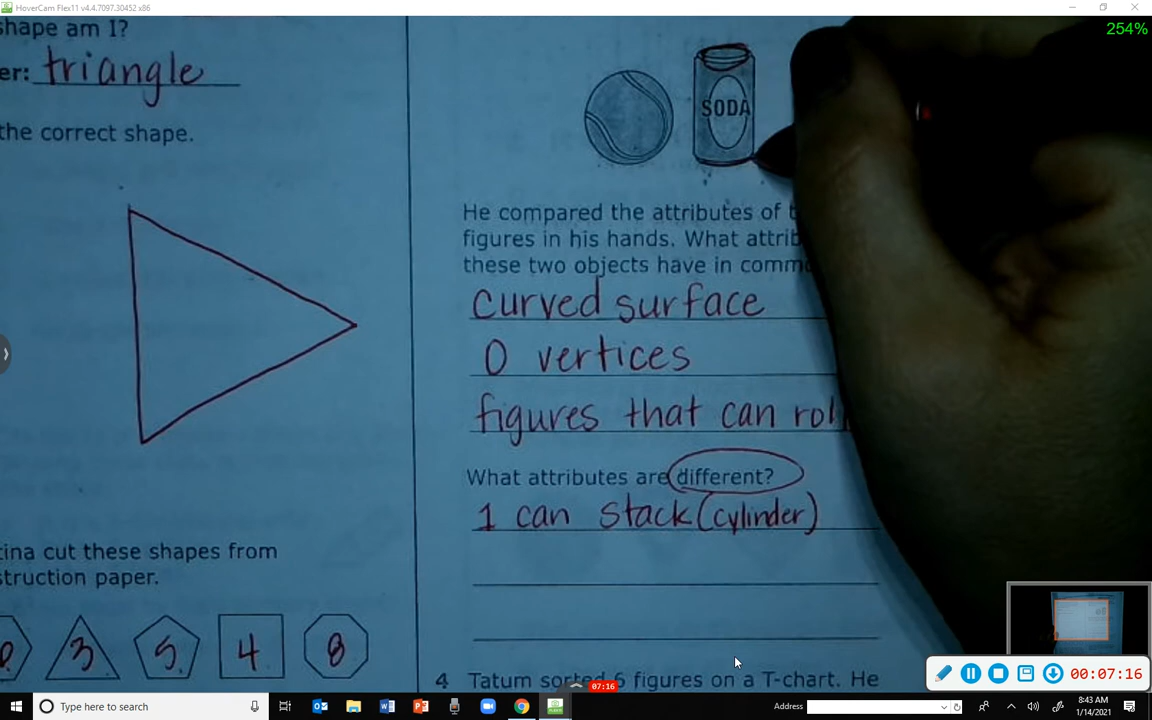 HoverCam Flex11 v4.4.7097.30452 x86
254%
shape am I?
er: triangle
the correct shape.
SODA
He compared the attributes of
figures in his hands. What
these two objects have in
curved surface
0 vertices
figures that can
What attributes are different?
1 can stack (cylinder)
tina cut these shapes from
struction paper.
3 5 4 8
4 Tatum sorted 6 figures on a T-chart. He
00:07:16
07:16
Type here to search
Address
8:43 AM
1/14/2021